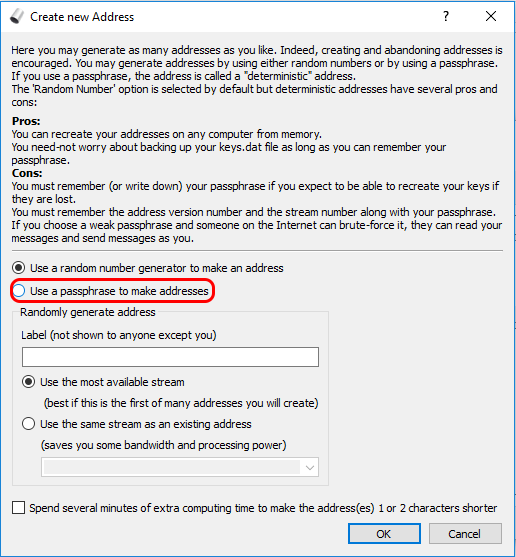 Create new Address
Here you may generate as many addresses as you like. Indeed, creating and abandoning addresses is
encouraged. You may generate addresses by using either random numbers or by using a passphrase.
If you use a passphrase, the address is called a "deterministic" address.
The 'Random Number' option is selected by default but deterministic addresses have several pros and
cons:
Pros:
You can recreate your addresses on any computer from memory.
You need-not worry about backing up your keys.dat file as long as you can remember your
passphrase.
Cons:
You must remember (or write down) your passphrase if you expect to be able to recreate your keys if
they are lost.
You must remember the address version number and the stream number along with your passphrase.
If you choose a weak passphrase and someone on the Internet can brute-force it, they can read your
messages and send messages as you.
Use a random number generator to make an address
Use a passphrase to make addresses
Randomly generate address
Label (not shown to anyone except you)
Use the most available stream
(best if this is the first of many addresses you will create)
Use the same stream as an existing address
(saves you some bandwidth and processing power)
Spend several minutes of extra computing time to make the address(es) 1 or 2 characters shorter
OK
Cancel